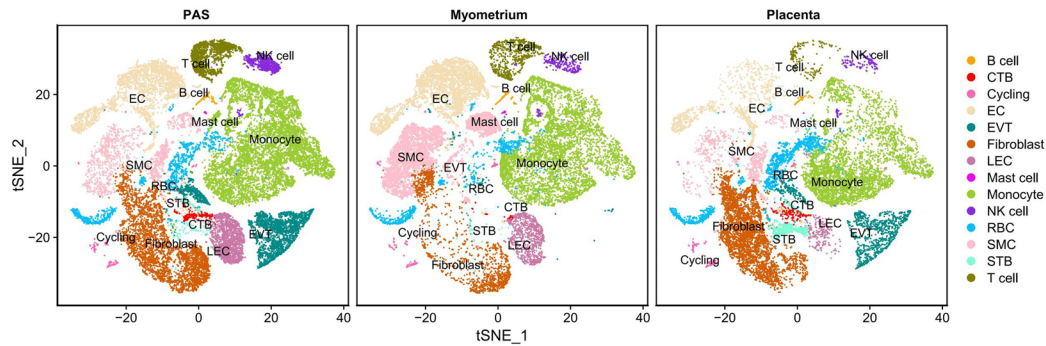 PAS
Myometrium
Placenta
tSNE_2
20
0
−20
T cell
NK cell
EC
B cell
Mast cell
Monocyte
SMC
RBC
STB
CTB
Cycling
Fibroblast
LEC
EVT
T cell
NK cell
EC
B cell
Mast cell
SMC
EVT
Monocyte
RBC
CTB
Cycling
STB
LEC
Fibroblast
NK cell
T cell
B cell
EC
Mast cell
SMC
RBC
Monocyte
CTB
Fibroblast
LEC
STB
EVT
Cycling
−20 0 20 40
−20 0 20 40
−20 0 20 40
tSNE_1
B cell
CTB
Cycling
EC
EVT
Fibroblast
LEC
Mast cell
Monocyte
NK cell
RBC
SMC
STB
T cell